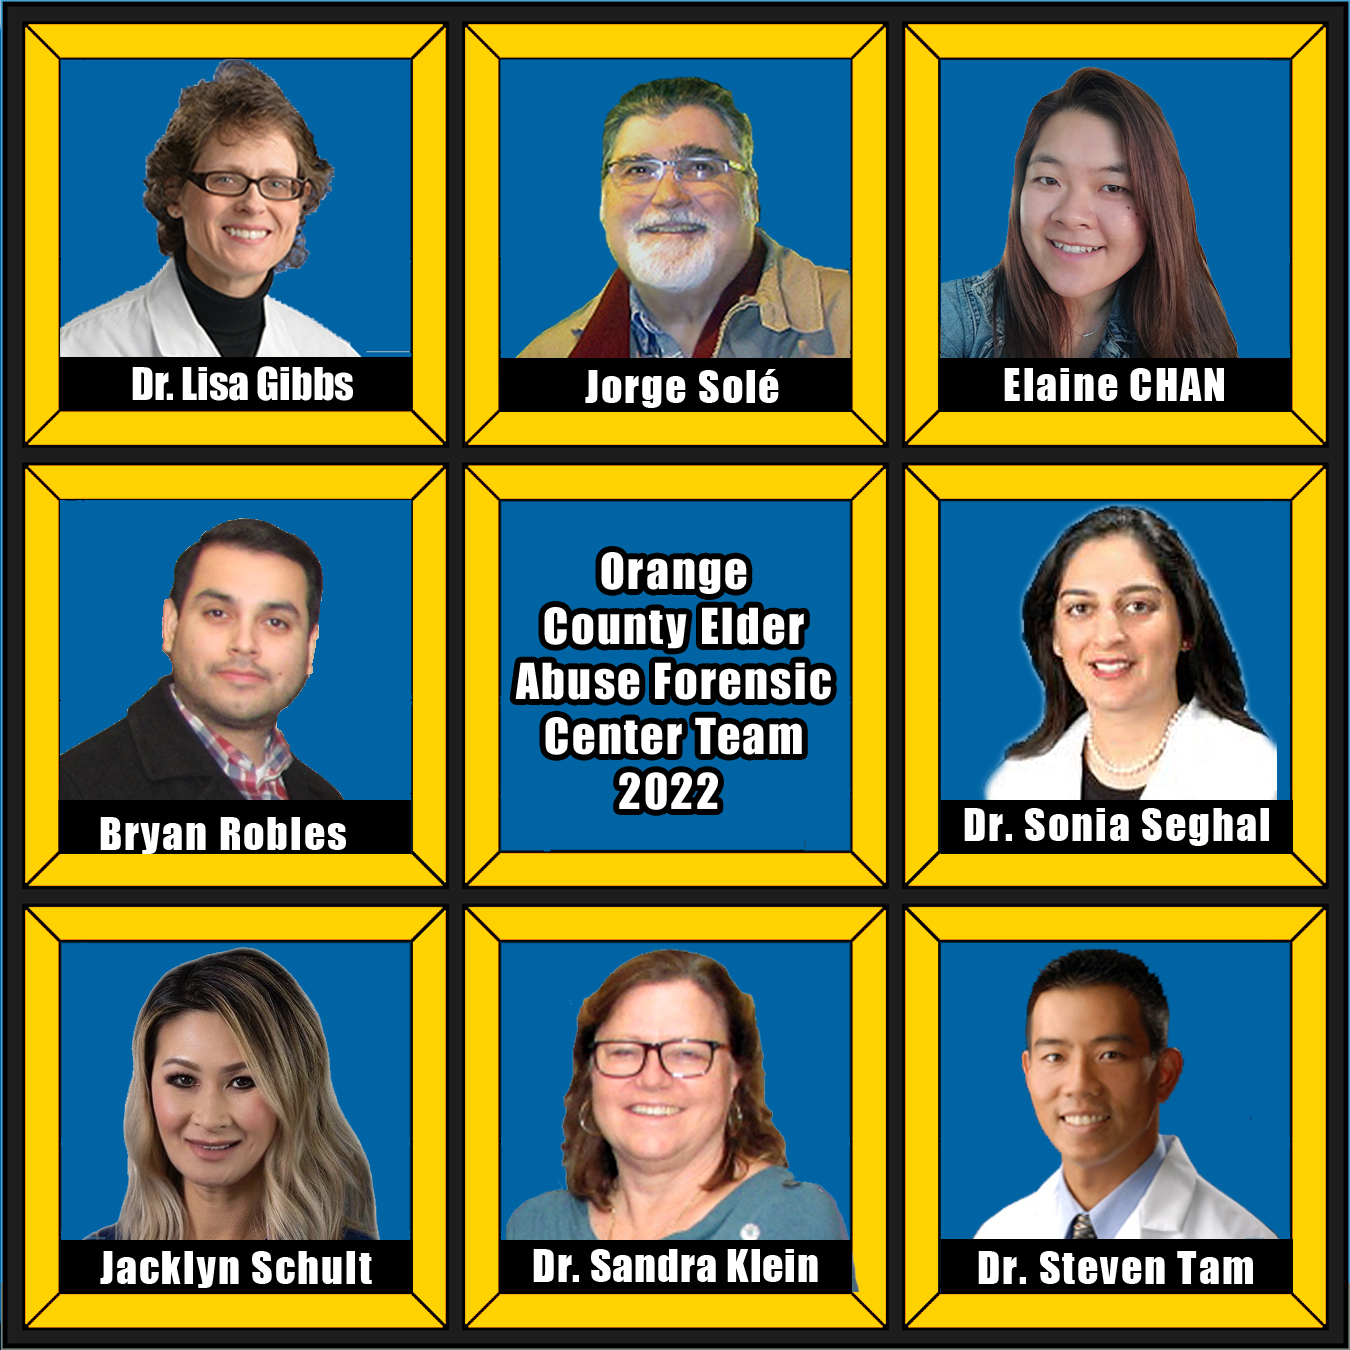 Dr. Lisa Gibbs
Jorge Solé
Elaine CHAN
Bryan Robles
Orange
County Elder
Abuse Forensic
Center Team
2022
Dr. Sonia Seghal
Jacklyn Schult
Dr. Sandra Klein
Dr. Steven Tam